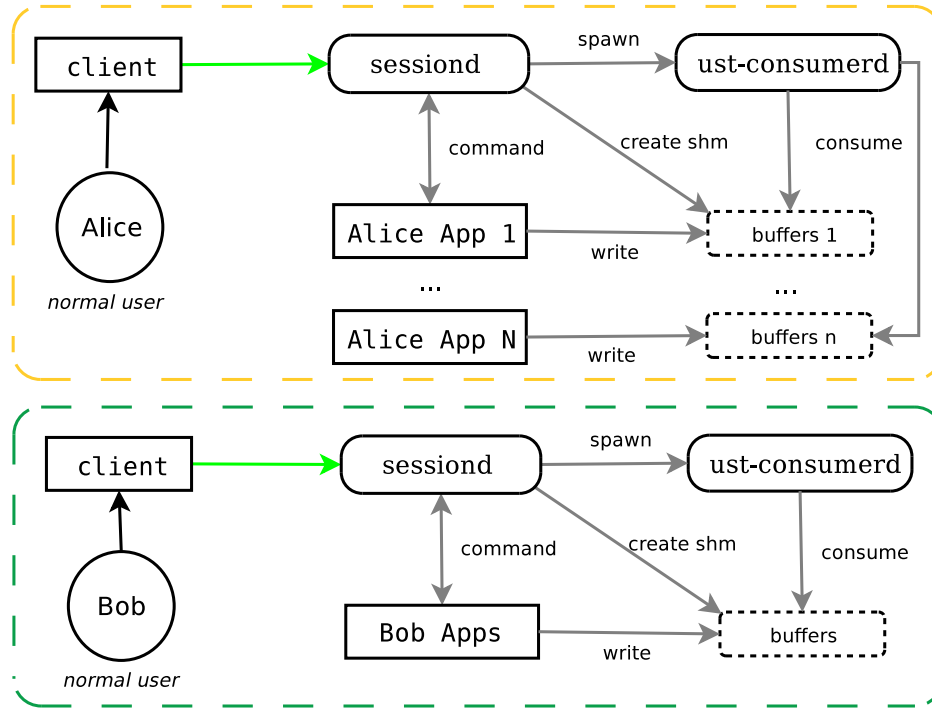 spawn
client
sessiond
ust-consumerd
command
create shm
consume
Alice
Alice App 1
write
buffers 1
normal user
...
...
Alice App N
write
buffers n
spawn
client
sessiond
ust-consumerd
command
create shm
consume
Bob
Bob Apps
write
buffers
normal user